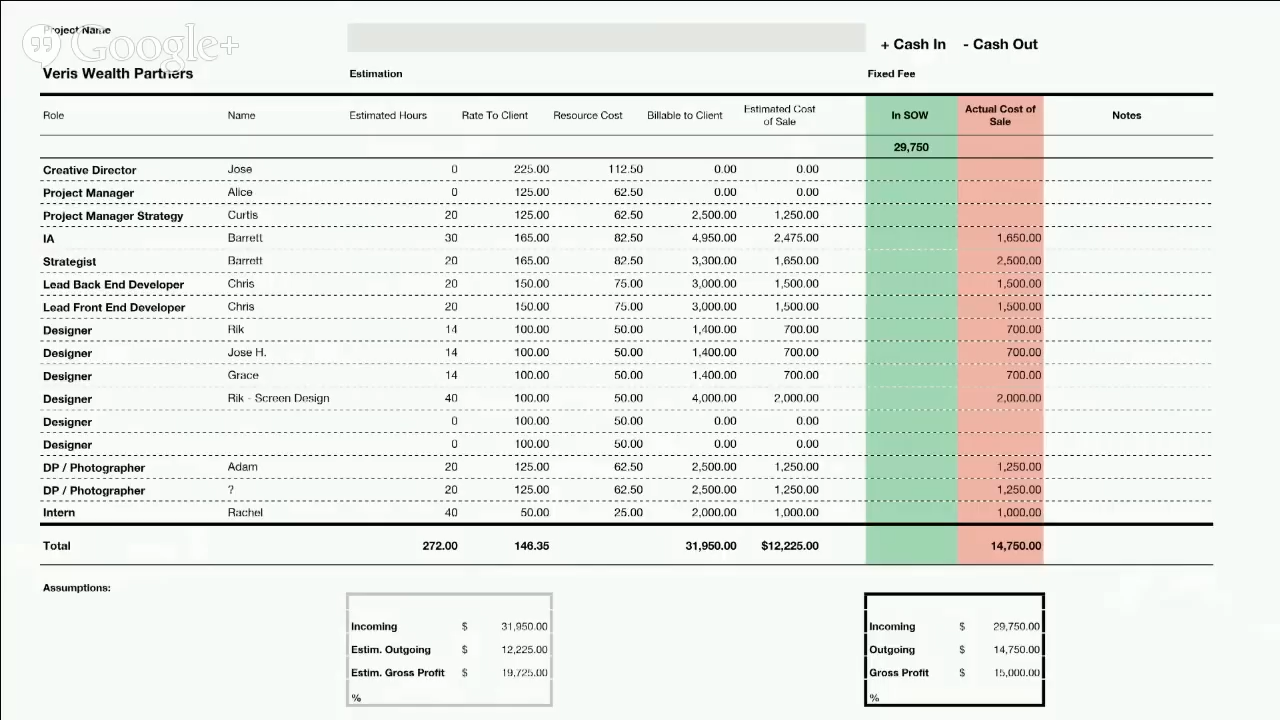 Project Name
Google+
+ Cash In - Cash Out
Veris Wealth Partners Estimation Fixed Fee
Role Name Estimated Hours Rate To Client Resource Cost Billable to Client Estimated Cost of Sale In SOW Actual Cost of Sale Notes
29,750
Creative Director Jose 0 225.00 112.50 0.00 0.00
Project Manager Alice 0 125.00 62.50 0.00 0.00
Project Manager Strategy Curtis 20 125.00 62.50 2,500.00 1,250.00
IA Barrett 30 165.00 82.50 4,950.00 2,475.00 1,650.00
Strategist Barrett 20 165.00 82.50 3,300.00 1,650.00 2,500.00
Lead Back End Developer Chris 20 150.00 75.00 3,000.00 1,500.00 1,500.00
Lead Front End Developer Chris 20 150.00 75.00 3,000.00 1,500.00 1,500.00
Designer Rik 14 100.00 50.00 1,400.00 700.00 700.00
Designer Jose H. 14 100.00 50.00 1,400.00 700.00 700.00
Designer Grace 14 100.00 50.00 1,400.00 700.00 700.00
Designer Rik - Screen Design 40 100.00 50.00 4,000.00 2,000.00 2,000.00
Designer 0 100.00 50.00 0.00 0.00
Designer 0 100.00 50.00 0.00 0.00
DP / Photographer Adam 20 125.00 62.50 2,500.00 1,250.00 1,250.00
DP / Photographer ? 20 125.00 62.50 2,500.00 1,250.00 1,250.00
Intern Rachel 40 50.00 25.00 2,000.00 1,000.00 1,000.00
Total 272.00 146.35 31,950.00 $12,225.00 14,750.00
Assumptions:
Incoming $ 31,950.00 Incoming $ 29,750.00
Estim. Outgoing $ 12,225.00 Outgoing $ 14,750.00
Estim. Gross Profit $ 19,725.00 Gross Profit $ 15,000.00
% %